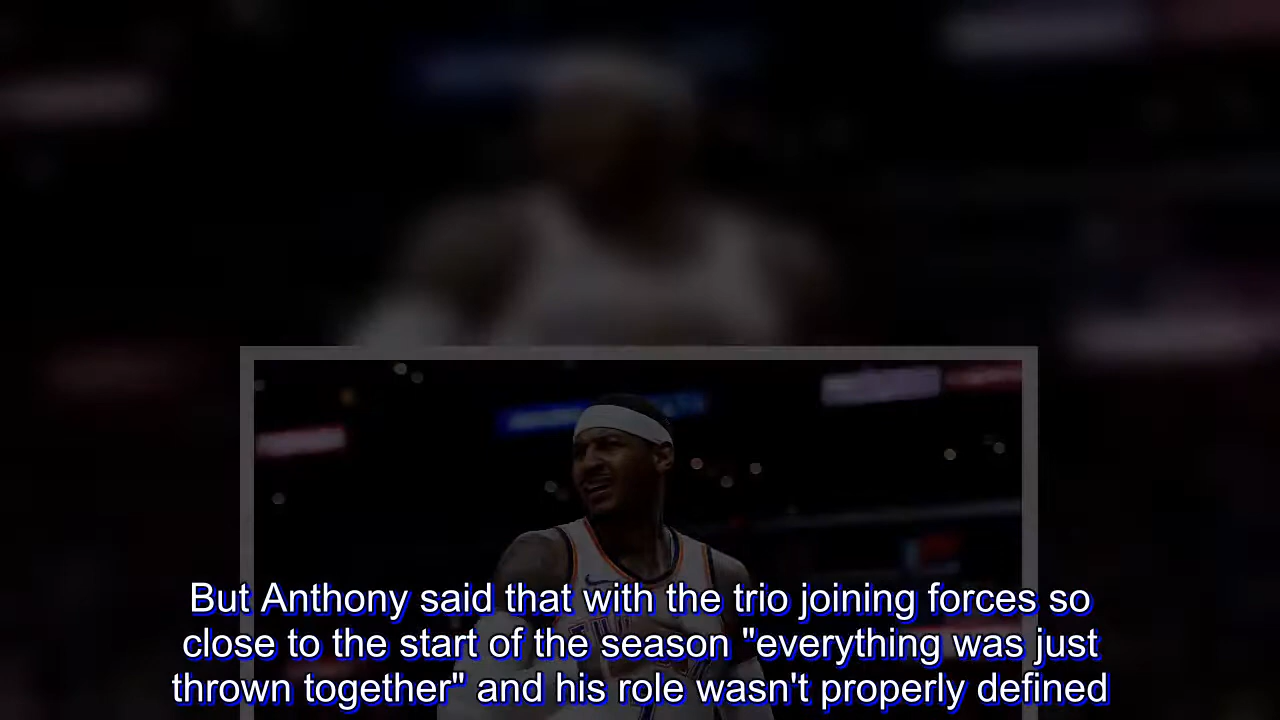 But Anthony said that with the trio joining forces so
close to the start of the season "everything was just
thrown together" and his role wasn't properly defined